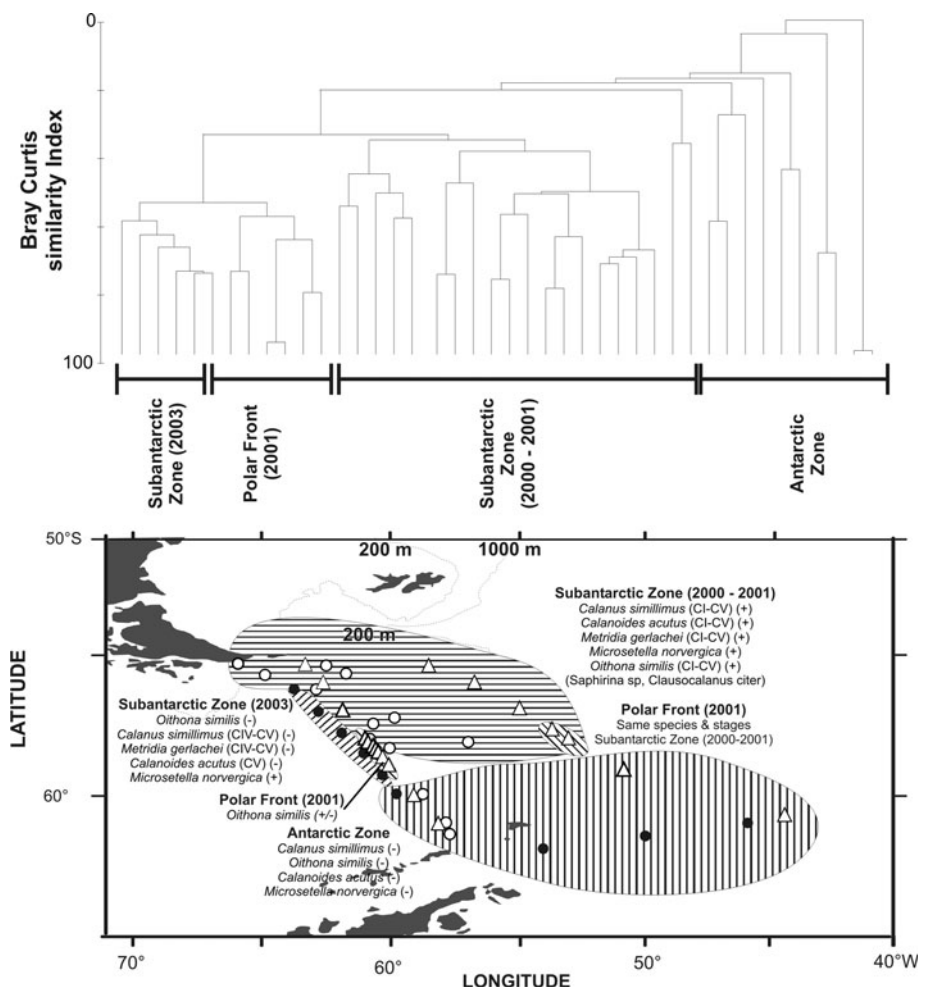 0
Bray Curtis
similarity Index
100
Subantarctic
Zone (2003)
Polar Front
(2001)
Subantarctic
Zone
(2000 - 2001)
Antarctic
Zone
50°S
200 m
1000 m
Subantarctic Zone (2000 - 2001)
Calanus simillimus (CI-CV) (+)
Calanoides acutus (CI-CV) (+)
Metridia gerlachei (CI-CV) (+)
Microsetella norvergica (+)
Oithona similis (CI-CV) (+)
(Saphirina sp, Clausocalanus citer)
200 m
Subantarctic Zone (2003)
Oithona similis (-)
Calanus simillimus (CIV-CV) (-)
Metridia gerlachei (CIV-CV) (-)
Calanoides acutus (CV) (-)
Microsetella norvergica (+)
Polar Front (2001)
Same species & stages
Subantarctic Zone (2000-2001)
LATITUDE
60°
Polar Front (2001)
Oithona similis (+/-)
Antarctic Zone
Calanus simillimus (-)
Oithona similis (-)
Calanoides acutus (-)
Microsetella norvergica (-)
70°
60°
50°
40°W
LONGITUDE